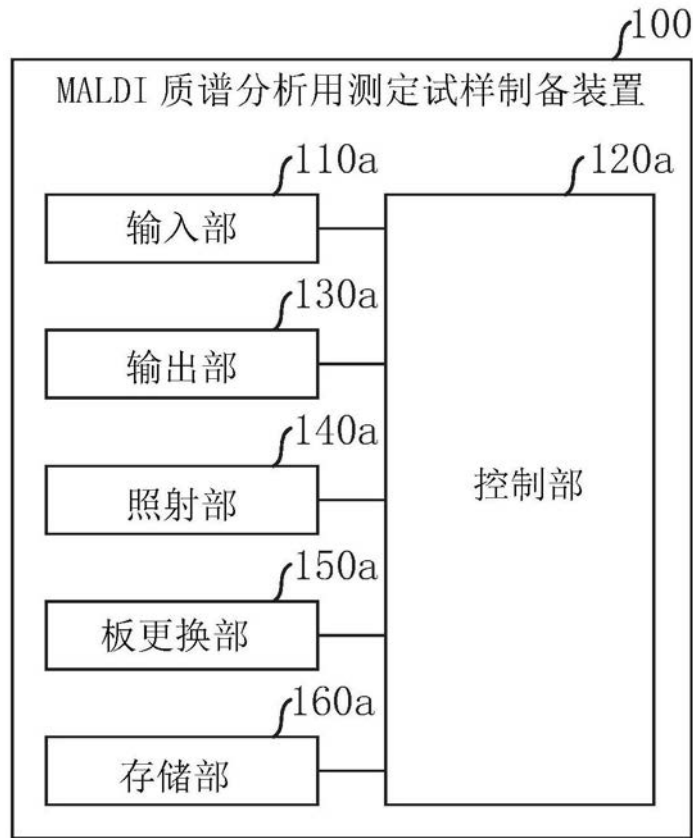 100
MALDI 质谱分析用测定试样制备装置
110a
120a
输入部
130a
输出部
140a
照射部
控制部
150a
板更换部
160a
存储部